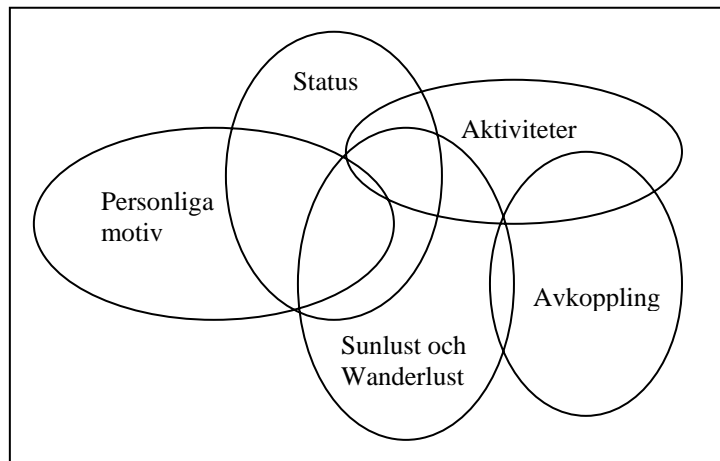 Status
Aktiviteter
Personliga
motiv
Avkoppling
Sunlust och
Wanderlust